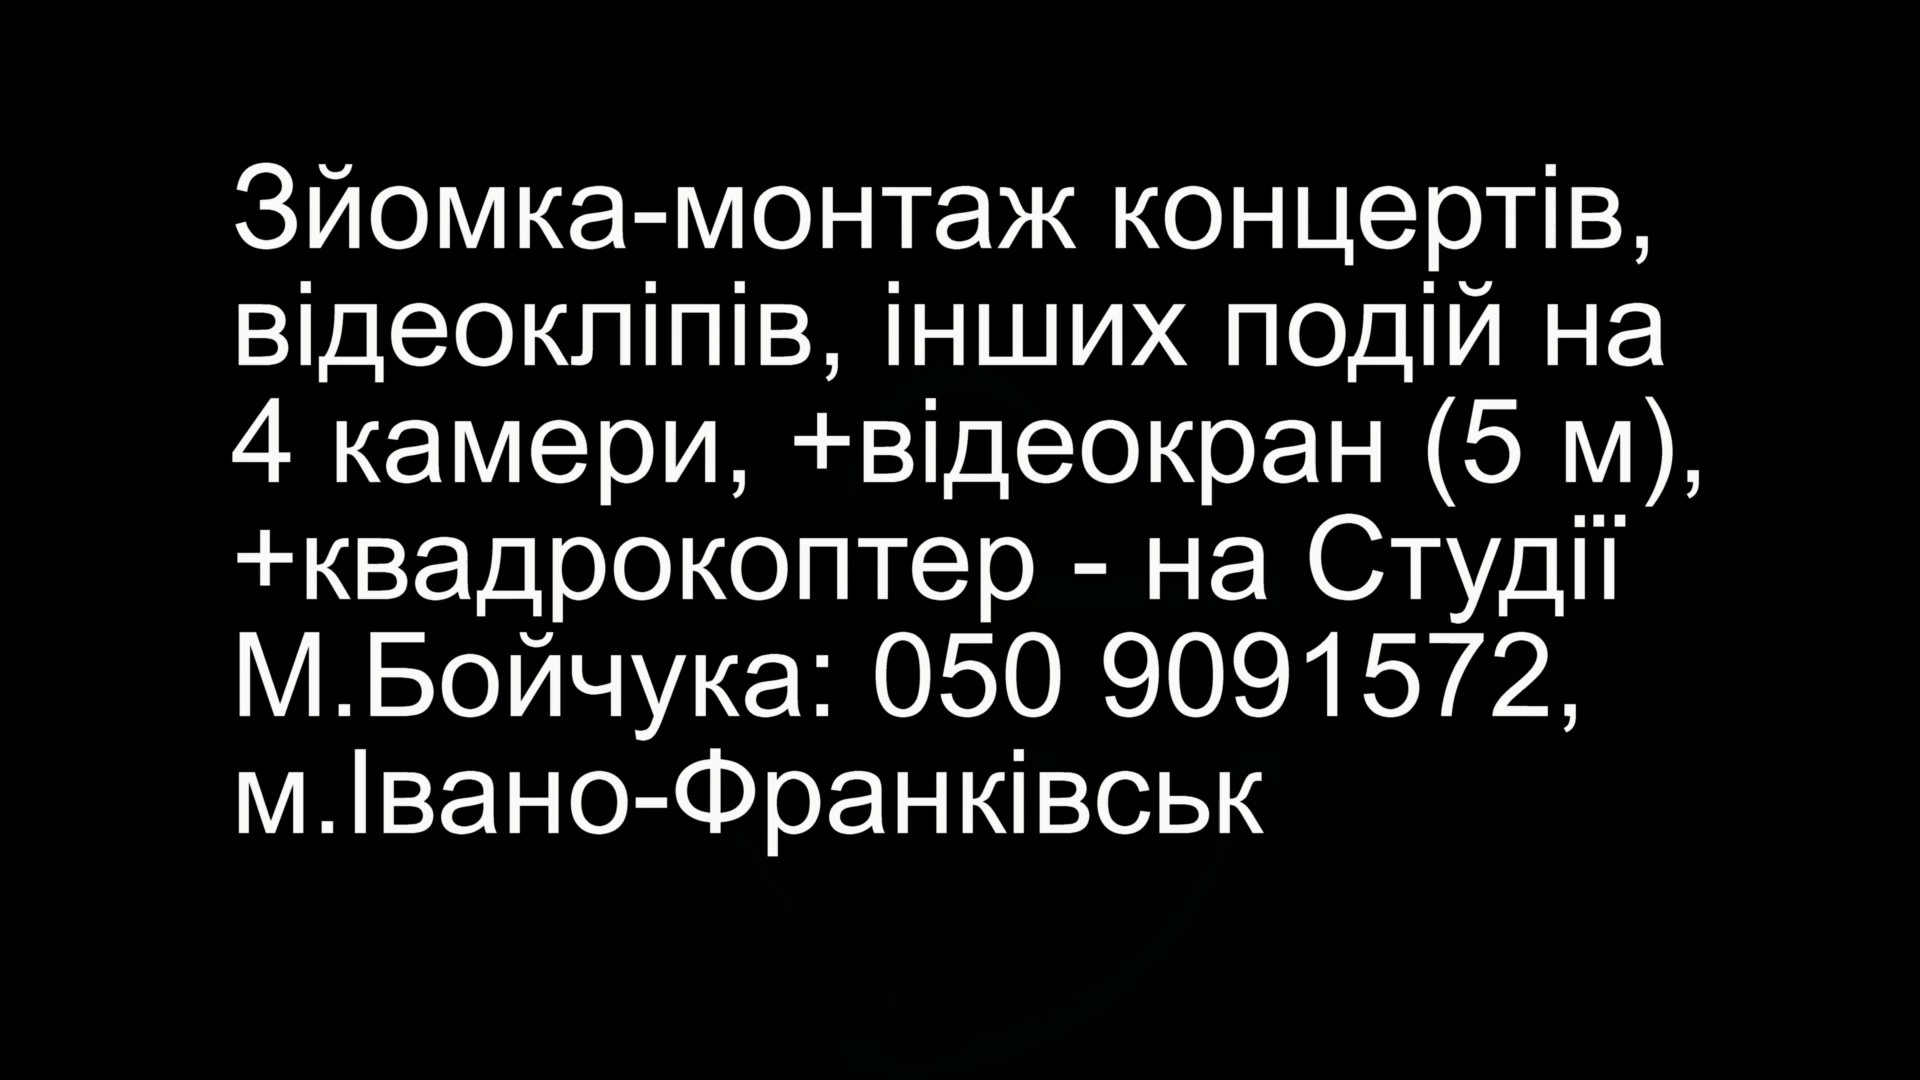 Зйомка-монтаж концертів,
відеокліпів, інших подій на
4 камери, +відеокран (5 м),
+квадрокоптер - на Студії
М.Бойчука: 050 9091572,
м.Івано-Франківськ